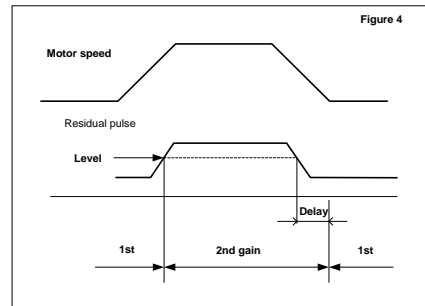 Figure 4
Motor speed
Residual pulse
Level
Delay
1st 2nd gain 1st